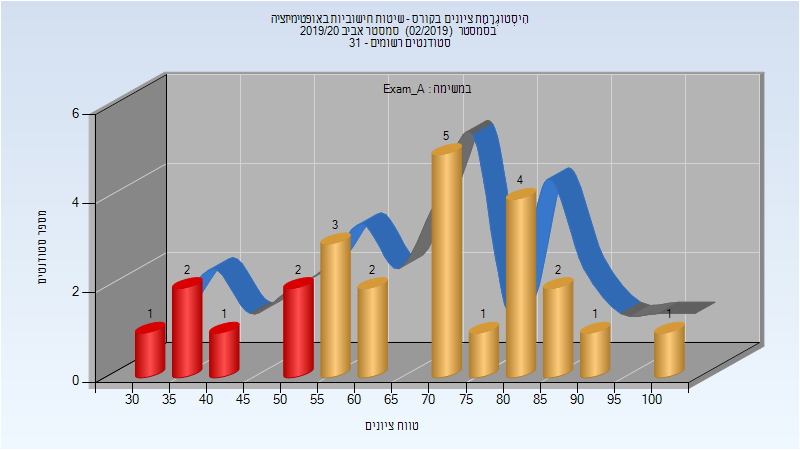 היסטוגרמת ציונים בקורס - שיטות חישוביות באופטימיזציה
בסמסטר (02/2019) סמסטר אביב 2019/20
סטודנטים רשומים - 31
במשימה : Exam_A
מספר סטודנטים
6
4
2
0
1
2
1
2
3
2
5
1
4
2
1
1
30 35 40 45 50 55 60 65 70 75 80 85 90 95 100
טווח ציונים